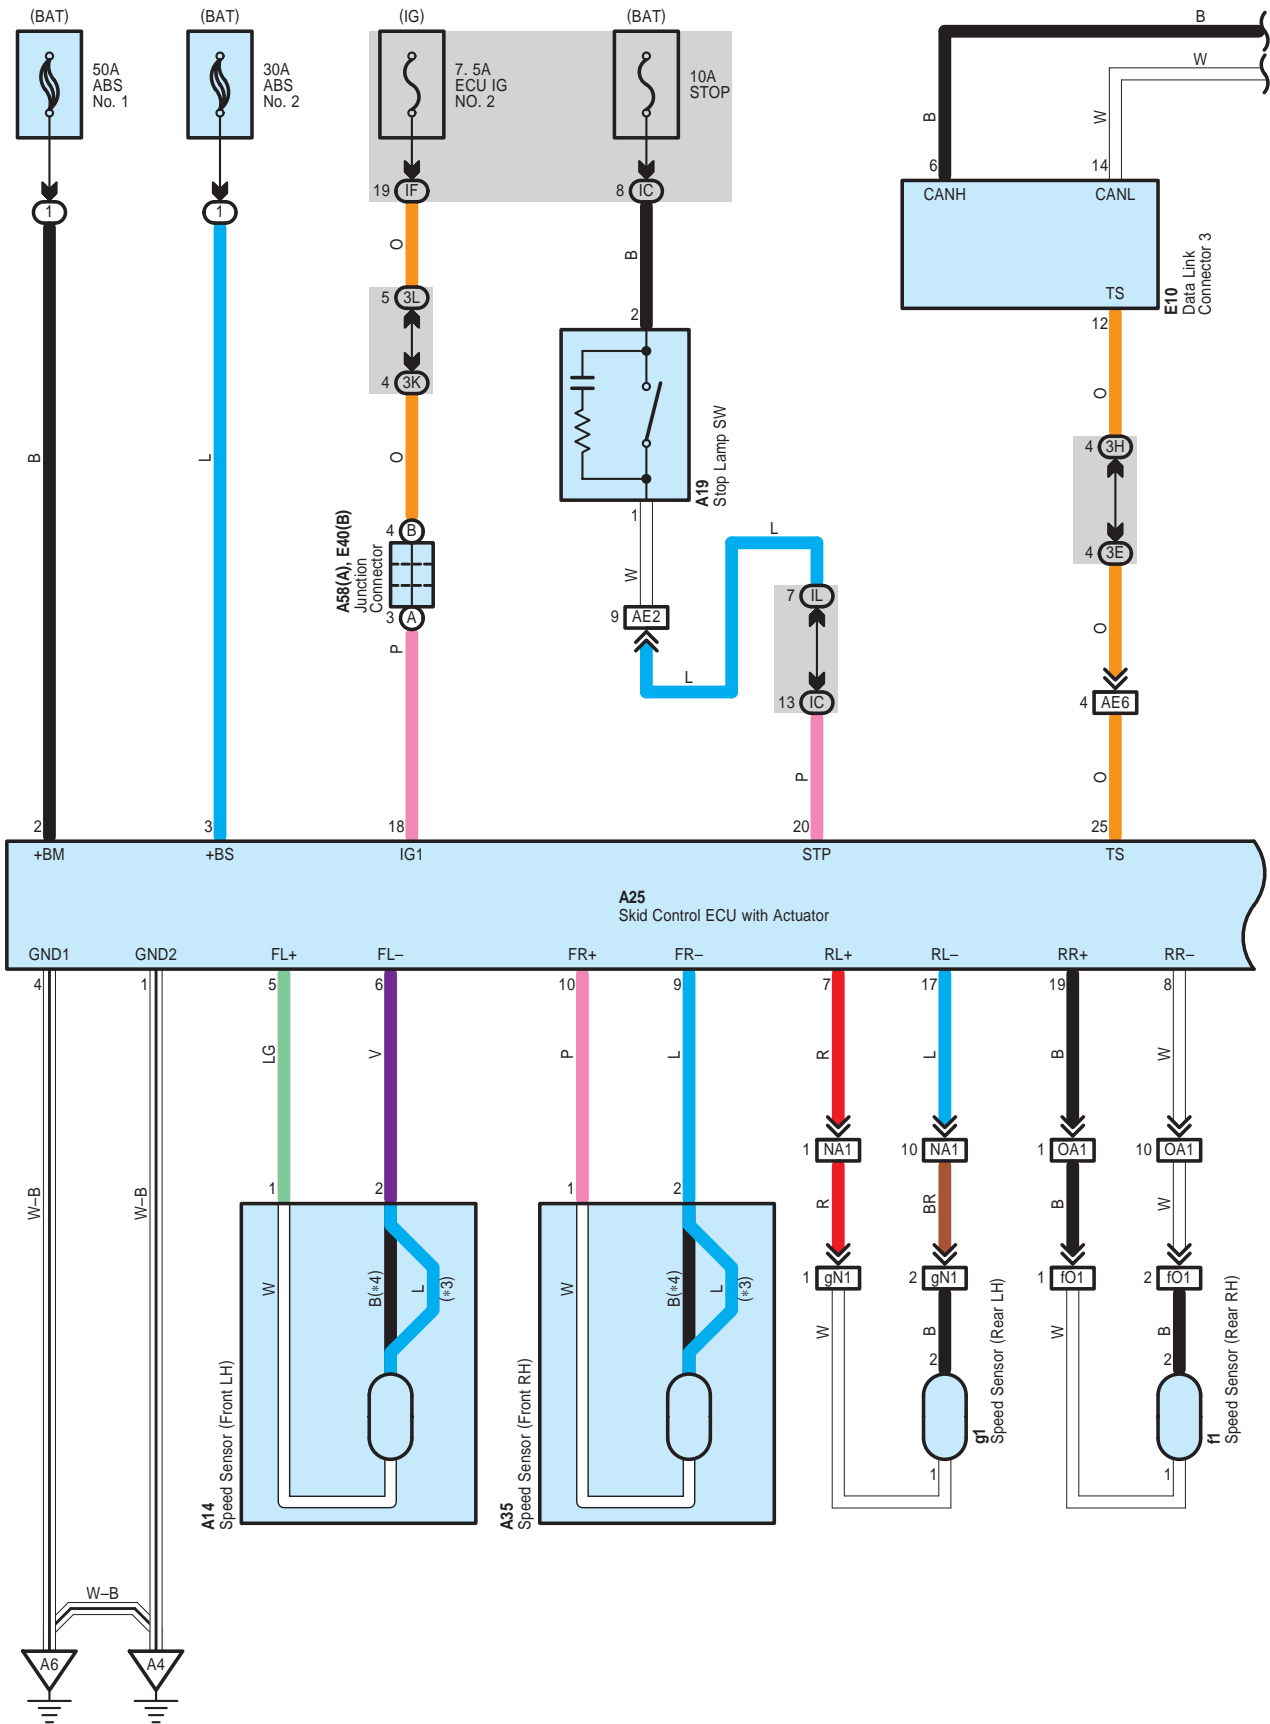 (BAT)
(BAT)
(IG)
(BAT)
B
50A
ABS
No. 1
30A
ABS
No. 2
7. 5A
ECU IG
NO. 2
10A
STOP
W
B
W
6
14
1
1
19 IF
8 IC
CANH
CANL
TS
E10
Data Link
Connector 3
O
B
5 3L
4 3K
2
12
O
O
A19
Stop Lamp SW
B
L
4 3H
4 3E
4 B
A58(A), E40(B)
Junction
Connector
3 A
1
W
9 AE2
L
L
7 IL
13 IC
O
4 AE6
P
P
O
2
3
18
20
25
+BM
+BS
IG1
STP
TS
A25
Skid Control ECU with Actuator
GND1
GND2
FL+
FL–
FR+
FR–
RL+
RL–
RR+
RR–
4
1
5
6
10
9
7
17
19
8
LG
V
P
L
R
L
B
W
1 NA1
10 NA1
1 OA1
10 OA1
W–B
W–B
1
2
1
2
R
BR
B
W
1 gN1
2 gN1
1 fO1
2 fO1
W
B(*4)
L
(*3)
W
B(*4)
L
(*3)
W
B
W
B
2
2
A14
Speed Sensor (Front LH)
A35
Speed Sensor (Front RH)
g1
Speed Sensor (Rear LH)
f1
Speed Sensor (Rear RH)
1
1
W–B
A6
A4